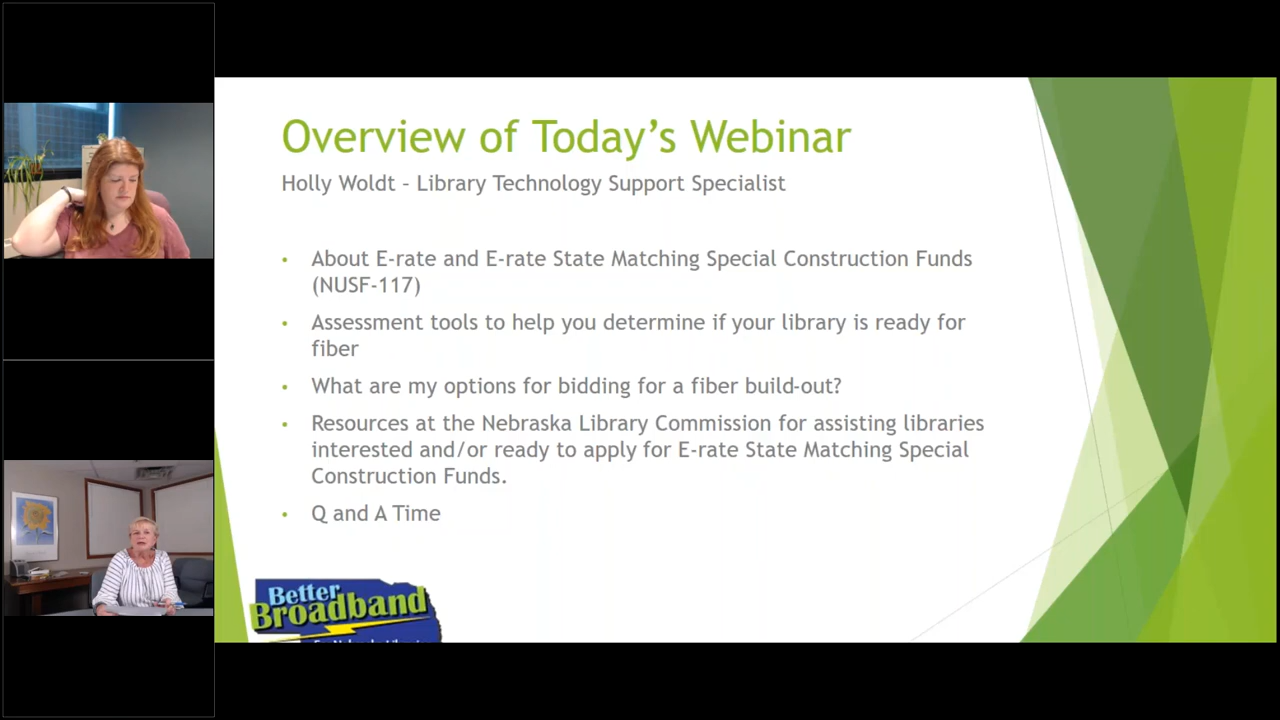 Overview of Today's Webinar
Holly Woldt – Library Technology Support Specialist
• About E-rate and E-rate State Matching Special Construction Funds
(NUSF-117)
• Assessment tools to help you determine if your library is ready for
fiber
• What are my options for bidding for a fiber build-out?
• Resources at the Nebraska Library Commission for assisting libraries
interested and/or ready to apply for E-rate State Matching Special
Construction Funds.
• Q and A Time
Better
Broadband